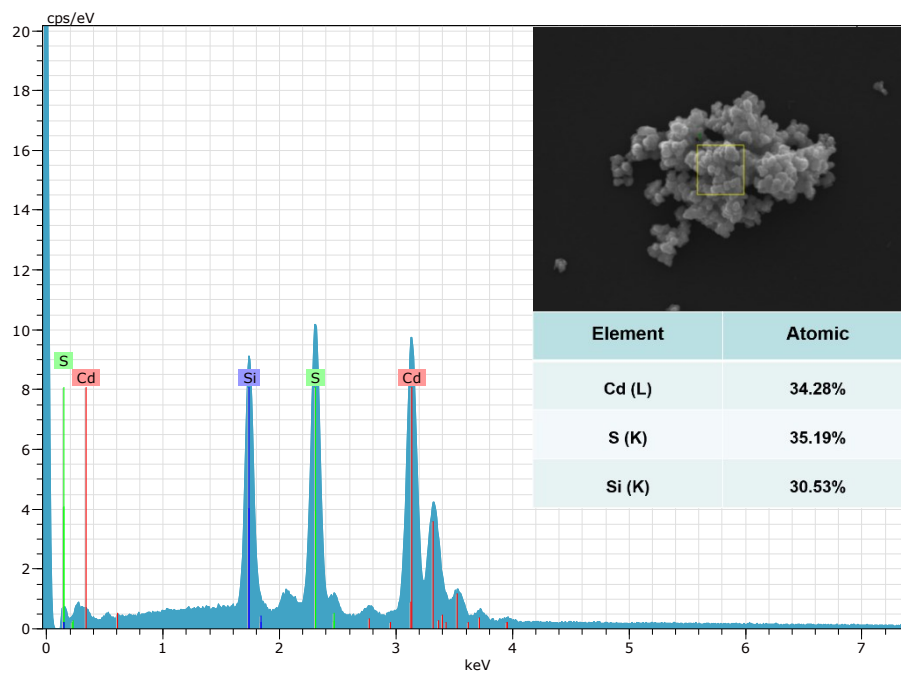 cps/eV
20
18
16
14
12
10
8
6
4
2
0
S
Cd
Si
S
Cd
0 1 2 3 4 5 6 7
keV
Element Atomic
Cd (L) 34.28%
S (K) 35.19%
Si (K) 30.53%